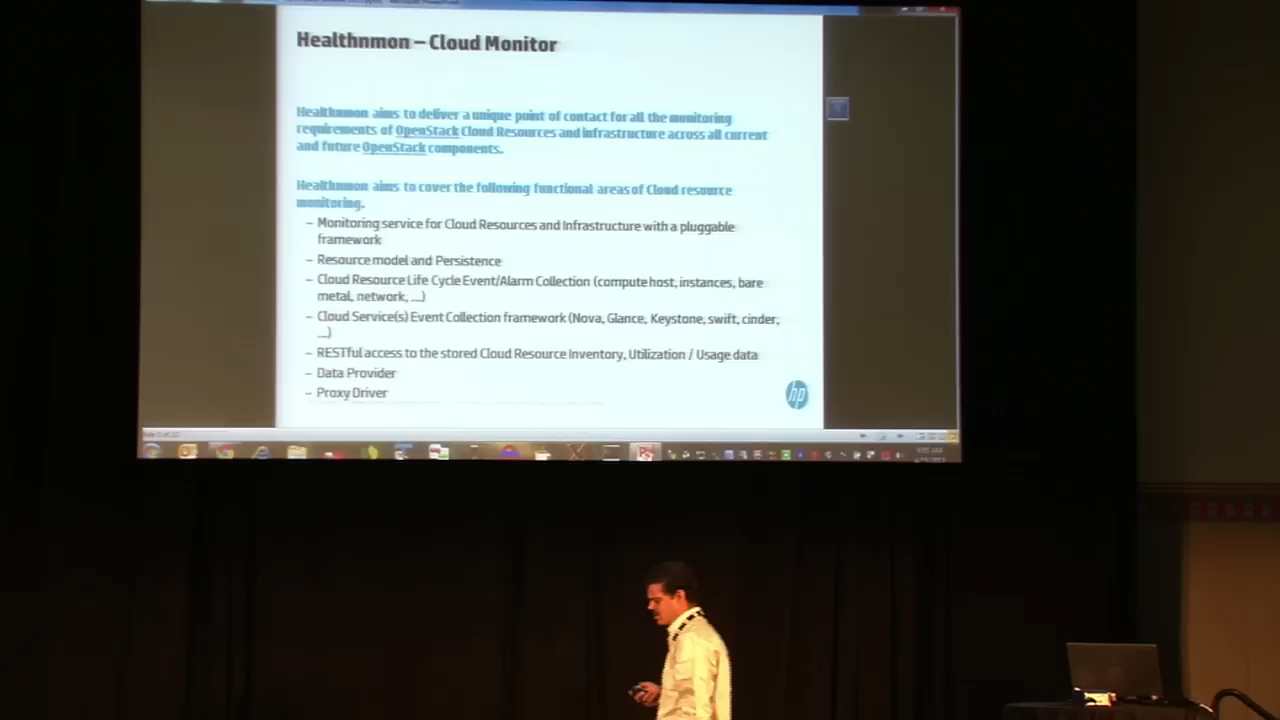 Healthnmon – Cloud Monitor
Healthnmon aims to deliver a unique point of contact for all the monitoring
requirements of OpenStack Cloud Resources and infrastructure across all current
and future OpenStack components.
Healthnmon aims to cover the following functional areas of Cloud resource
monitoring.
– Monitoring service for Cloud Resources and Infrastructure with a pluggable
framework
– Resource model and Persistence
– Cloud Resource Life Cycle Event/Alarm Collection (compute host, instances, bare
metal, network, ...)
– Cloud Service(s) Event Collection framework (Nova, Glance, Keystone, swift, cinder,
...)
– RESTful access to the stored Cloud Resource Inventory, Utilization / Usage data
– Data Provider
– Proxy Driver
hp